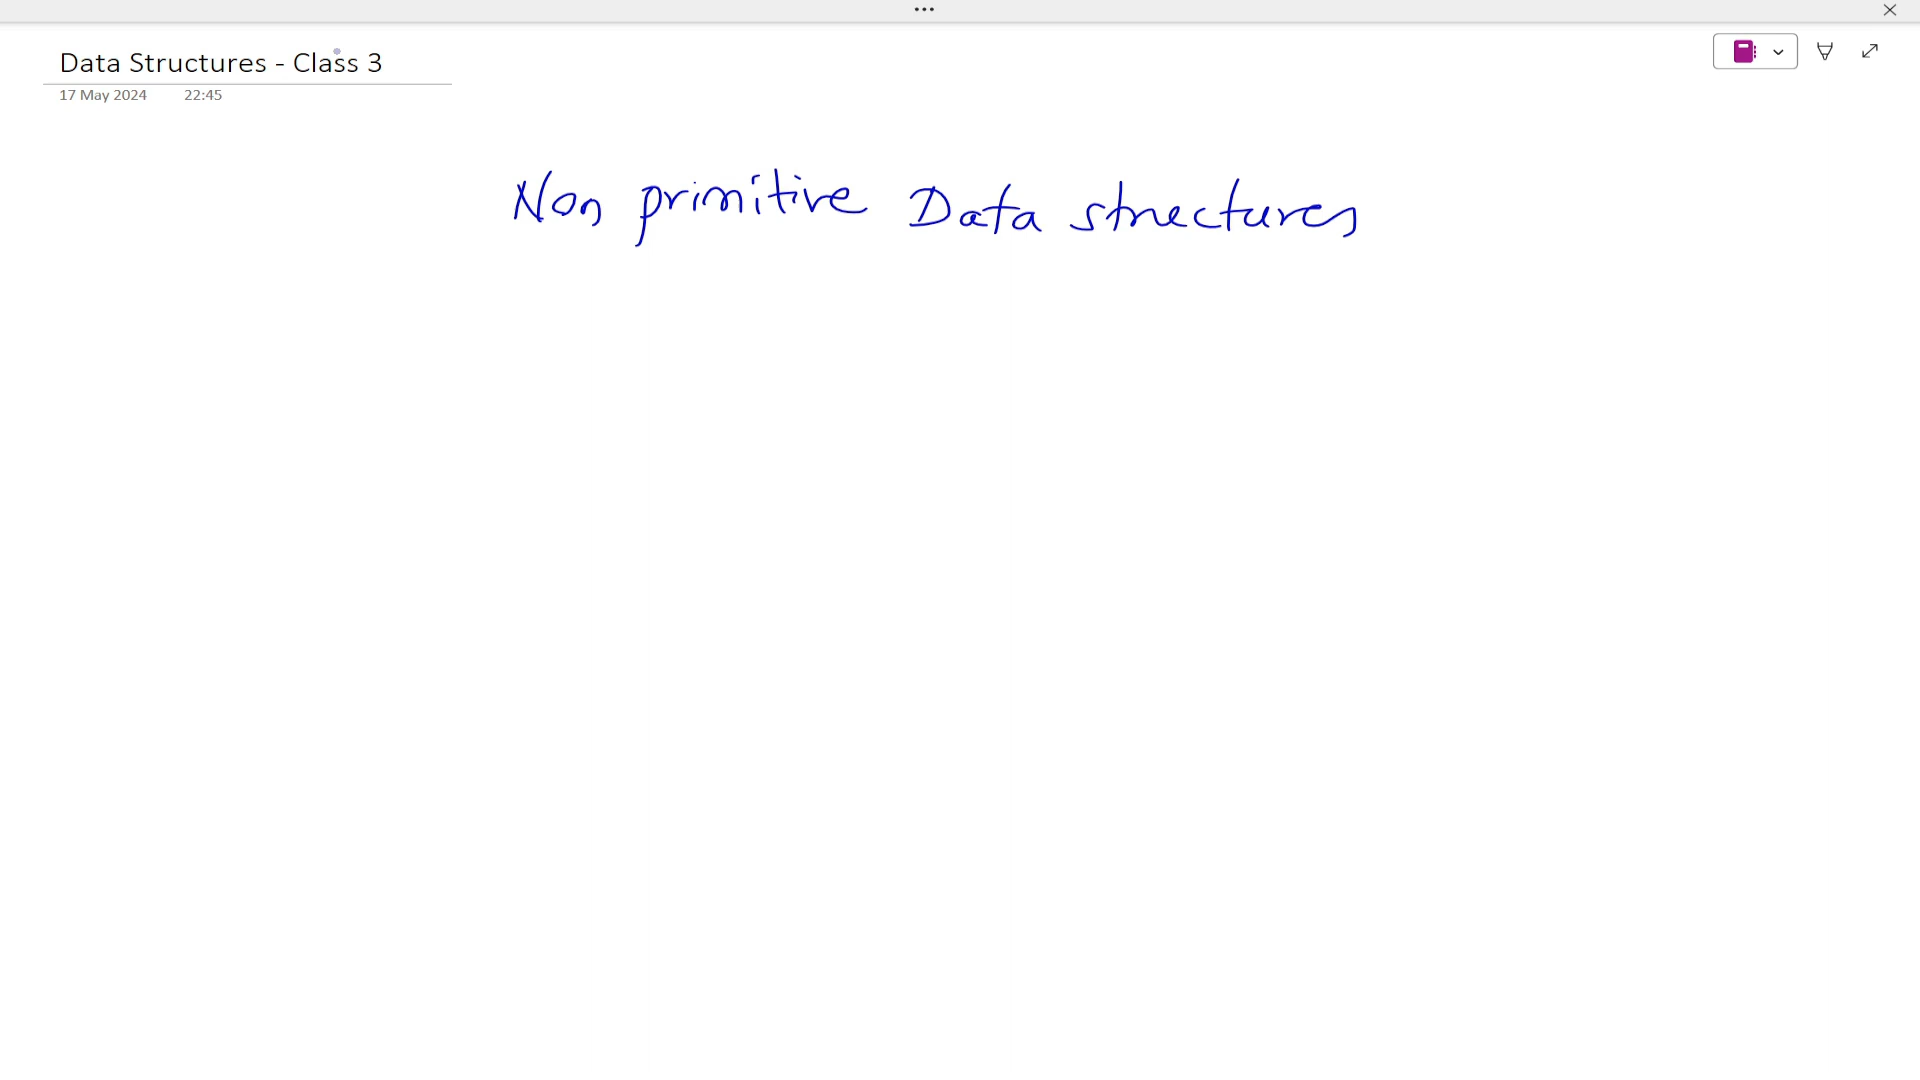 Data Structures - Class 3
17 May 2024 22:45
Non primitive Data structures